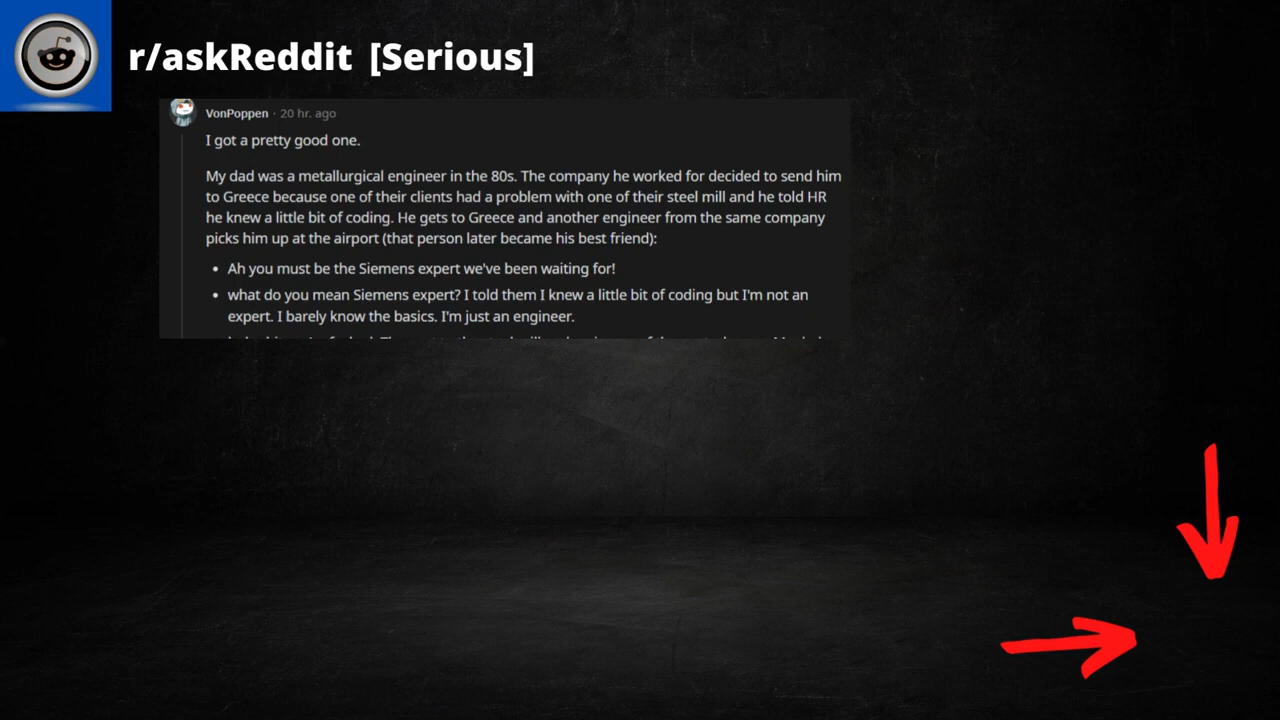 r/askReddit [Serious]
VonPoppen · 20 hr. ago
I got a pretty good one.
My dad was a metallurgical engineer in the 80s. The company he worked for decided to send him
to Greece because one of their clients had a problem with one of their steel mill and he told HR
he knew a little bit of coding. He gets to Greece and another engineer from the same company
picks him up at the airport (that person later became his best friend):
• Ah you must be the Siemens expert we've been waiting for!
• what do you mean Siemens expert? I told them I knew a little bit of coding but I'm not an
expert. I barely know the basics. I'm just an engineer.